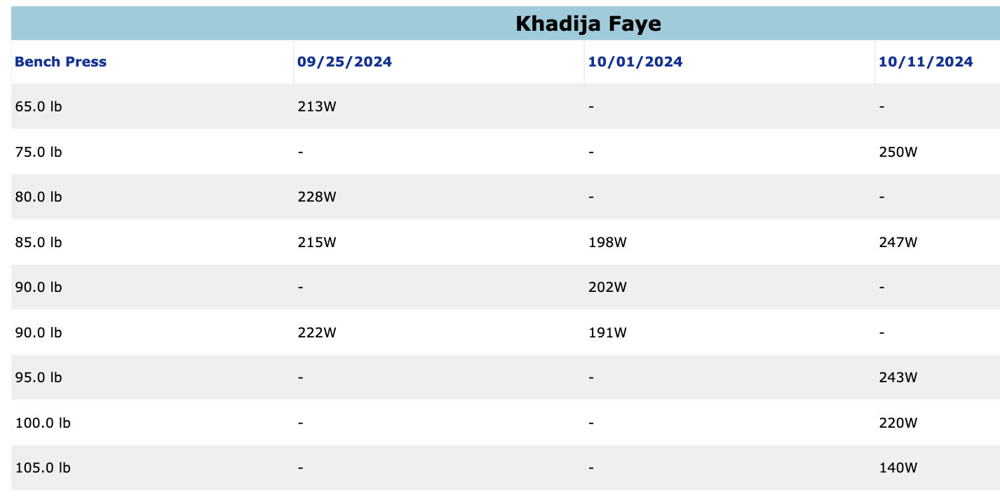 Khadija Faye
Bench Press 09/25/2024 10/01/2024 10/11/2024
65.0 lb 213W - -
75.0 lb - - 250W
80.0 lb 228W - -
85.0 lb 215W 198W 247W
90.0 lb - 202W -
90.0 lb 222W 191W -
95.0 lb - - 243W
100.0 lb - - 220W
105.0 lb - - 140W